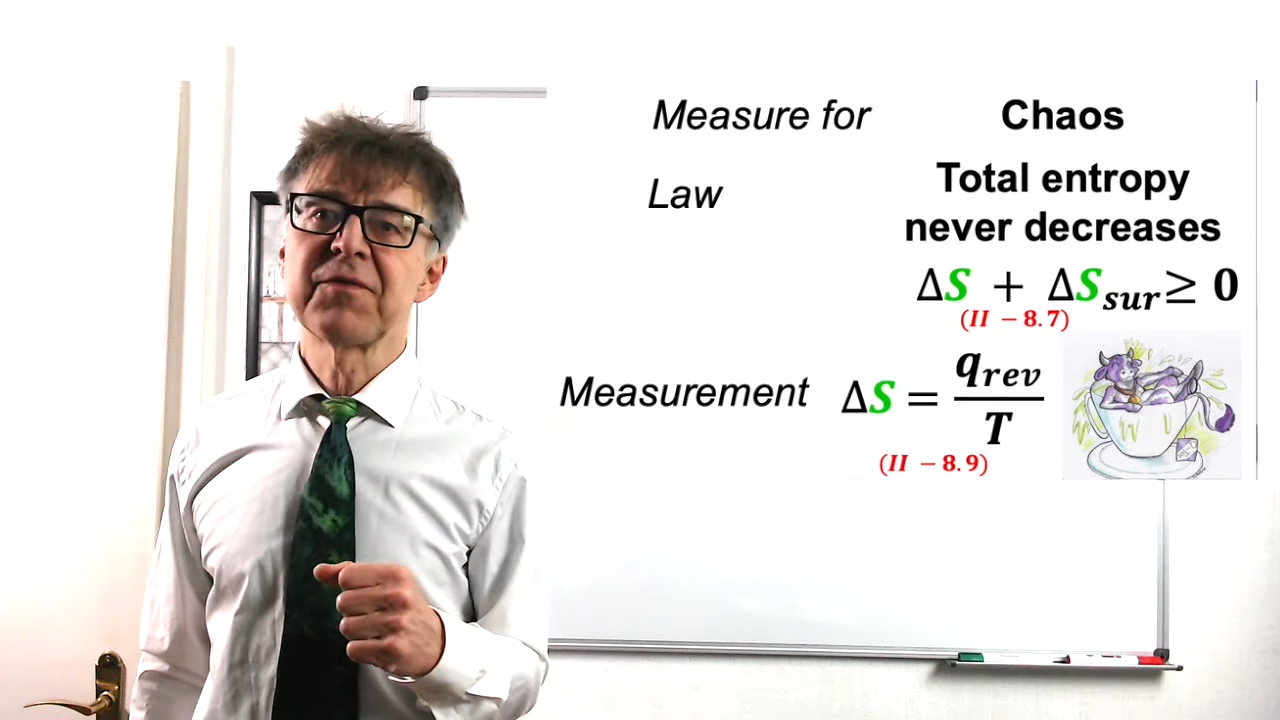 Measure for Chaos
Law Total entropy
never decreases
ΔS + ΔS_sur ≥ 0
(II − 8.7)
Measurement ΔS = q_rev / T
(II − 8.9)